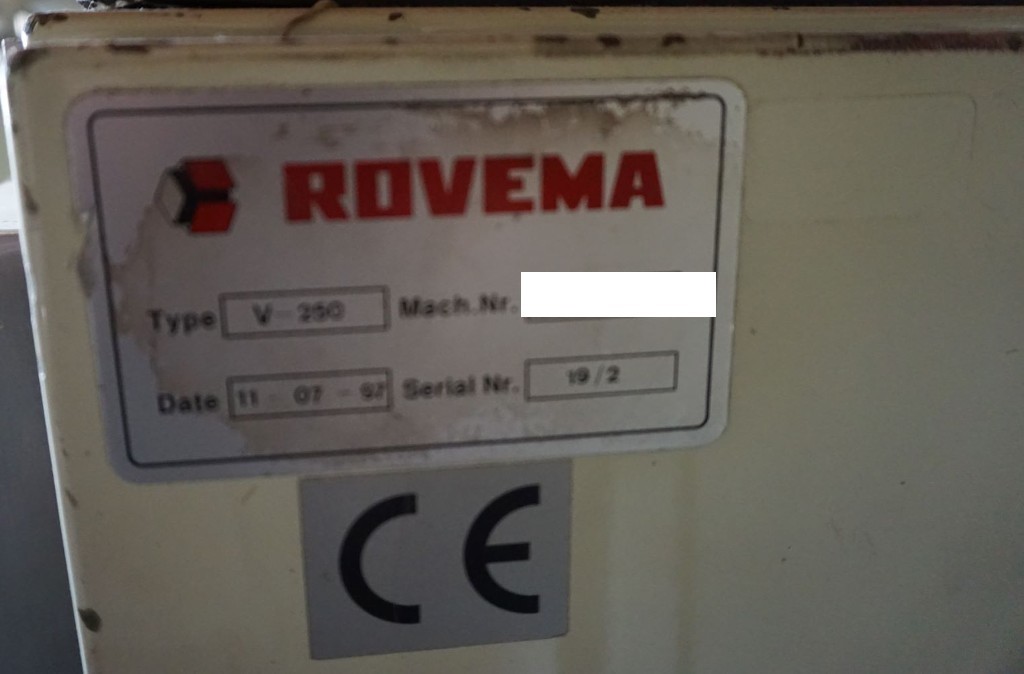 ROVEMA
Type V-250 Mach.Nr.
Date 11-07-97 Serial Nr. 19/2
CE